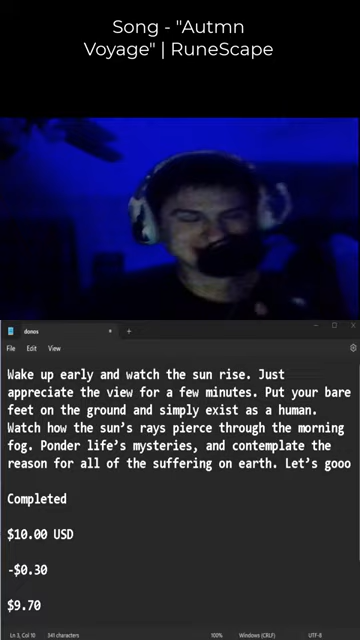 Song - "Autmn
Voyage" | RuneScape
donos
File Edit View
Wake up early and watch the sun rise. Just
appreciate the view for a few minutes. Put your bare
feet on the ground and simply exist as a human.
Watch how the sun's rays pierce through the morning
fog. Ponder life's mysteries, and contemplate the
reason for all of the suffering on earth. Let's gooo
Completed
$10.00 USD
-$0.30
$9.70
Ln 3, Col 10 341 characters 100% Windows (CRLF) UTF-8